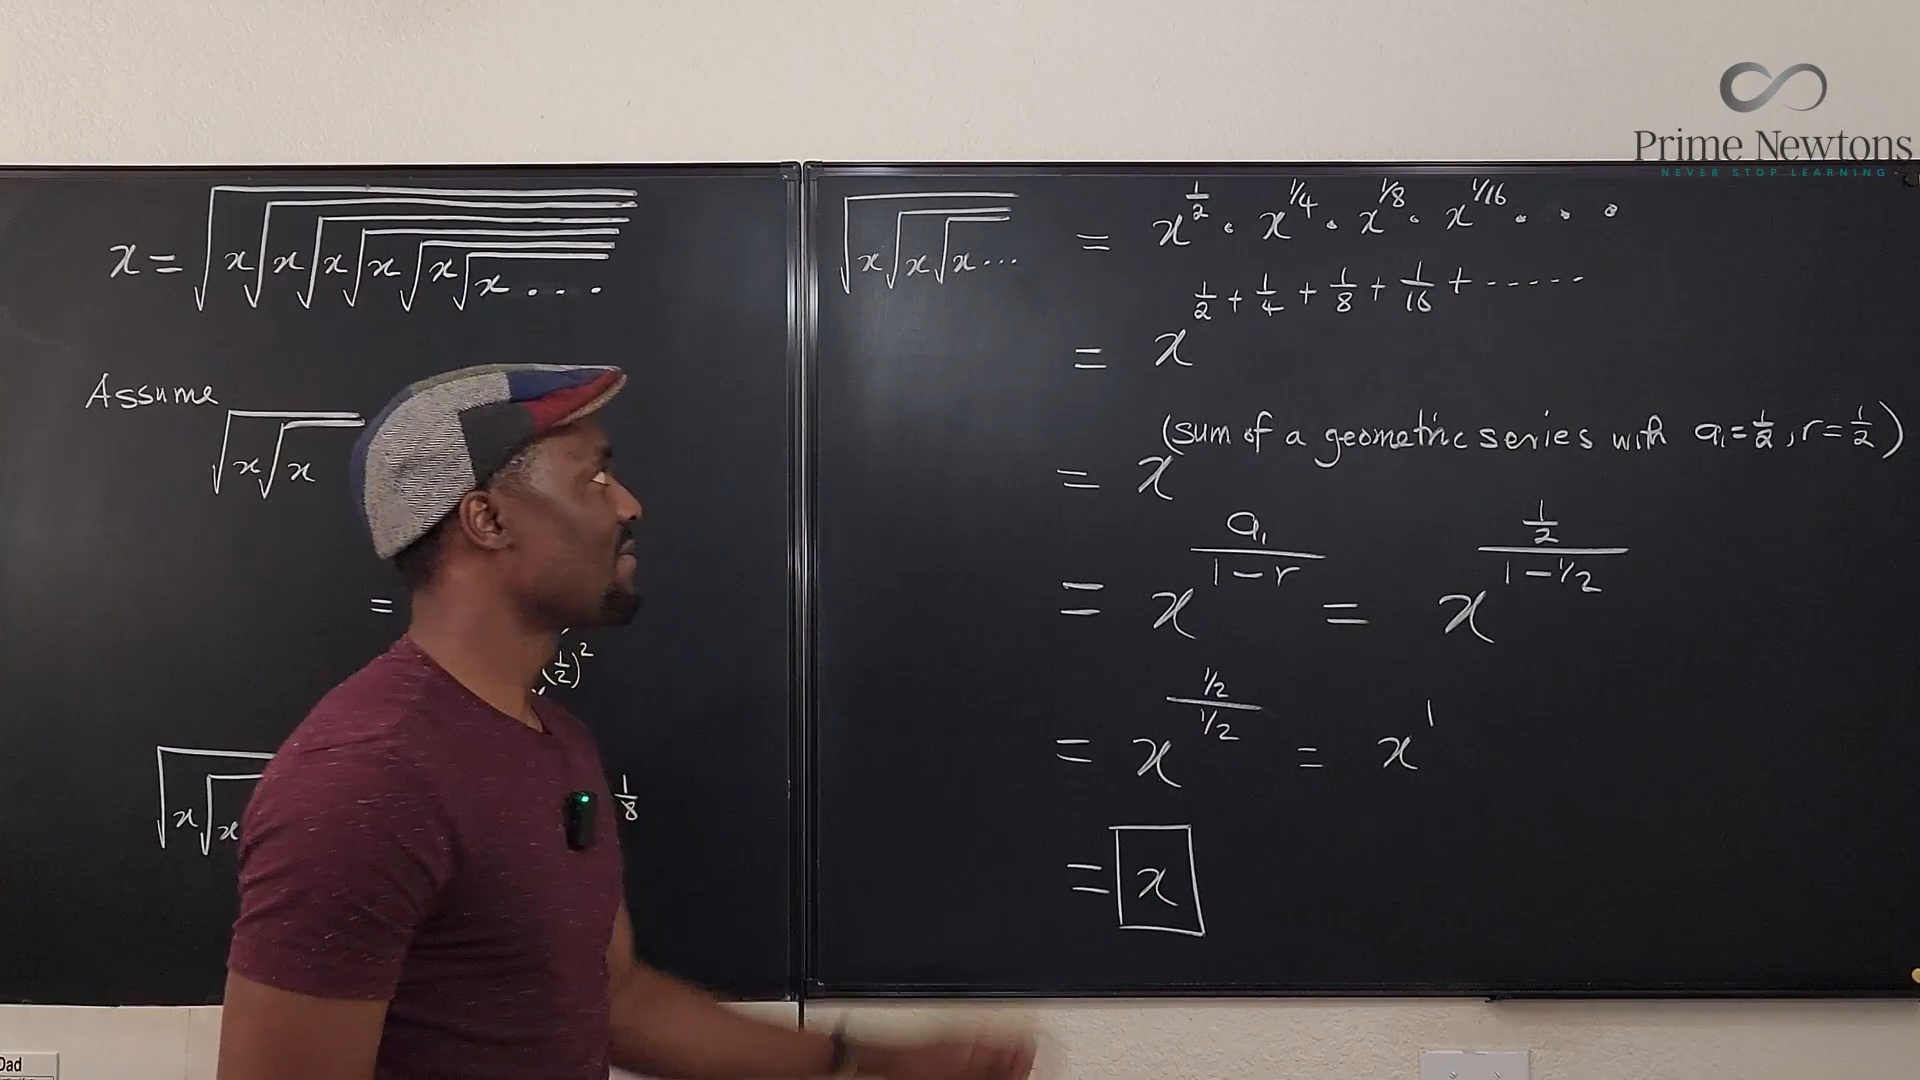 Prime Newtons
NEVER STOP LEARNING
x = √(x√(x√(x√(x√(x√(x...
Assume
√(x√x
=
(1/2)²
√(x√(x
1/8
√(x√(x√(x... = x^(1/2) · x^(1/4) · x^(1/8) · x^(1/16) · · ·
= x^(1/2 + 1/4 + 1/8 + 1/16 + ......)
= x^(sum of a geometric series with a₁ = 1/2, r = 1/2)
= x^(a₁/(1-r)) = x^((1/2)/(1-1/2))
= x^((1/2)/(1/2)) = x^1
= x
Dad